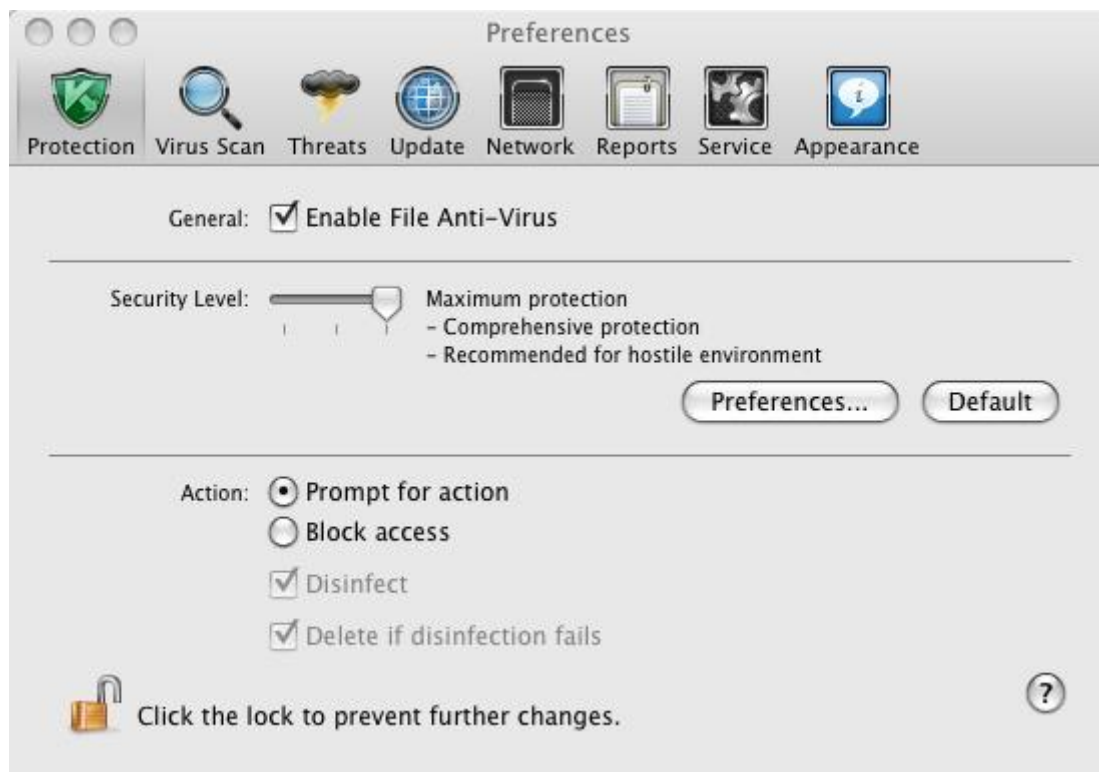 Preferences
Protection Virus Scan Threats Update Network Reports Service Appearance
General: Enable File Anti-Virus
Security Level: Maximum protection
- Comprehensive protection
- Recommended for hostile environment
Preferences... Default
Action: Prompt for action
Block access
Disinfect
Delete if disinfection fails
Click the lock to prevent further changes. ?